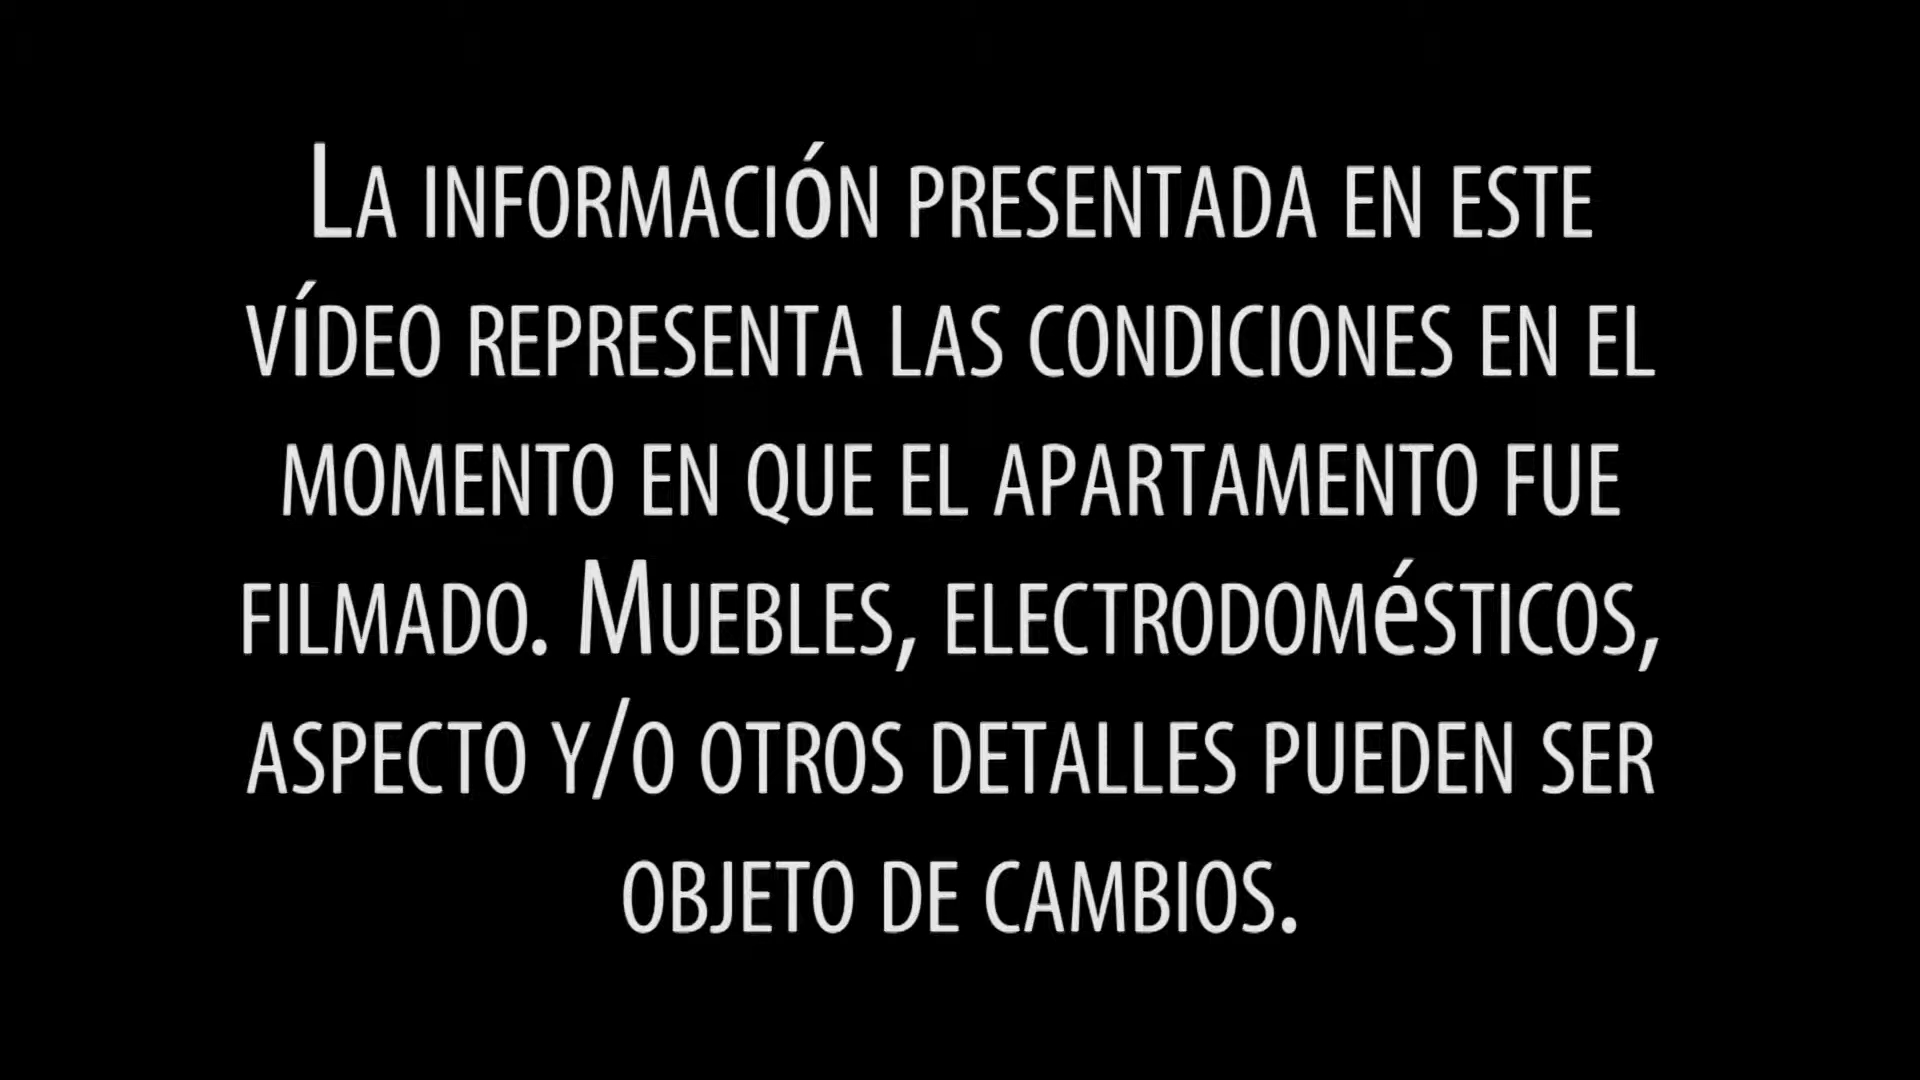 La información presentada en este
vídeo representa las condiciones en el
momento en que el apartamento fue
filmado. Muebles, electrodomésticos,
aspecto y/o otros detalles pueden ser
objeto de cambios.